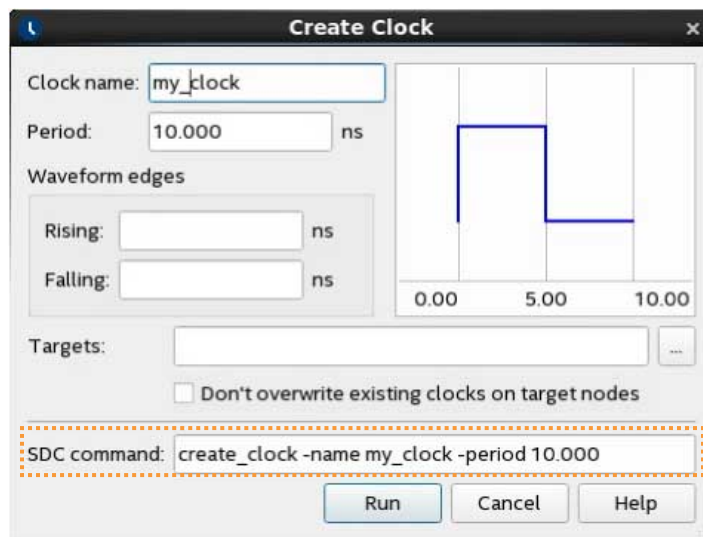 Create Clock
Clock name: my_clock
Period: 10.000 ns
Waveform edges
Rising: ns
Falling: ns
0.00 5.00 10.00
Targets: ...
Don't overwrite existing clocks on target nodes
SDC command: create_clock -name my_clock -period 10.000
Run Cancel Help